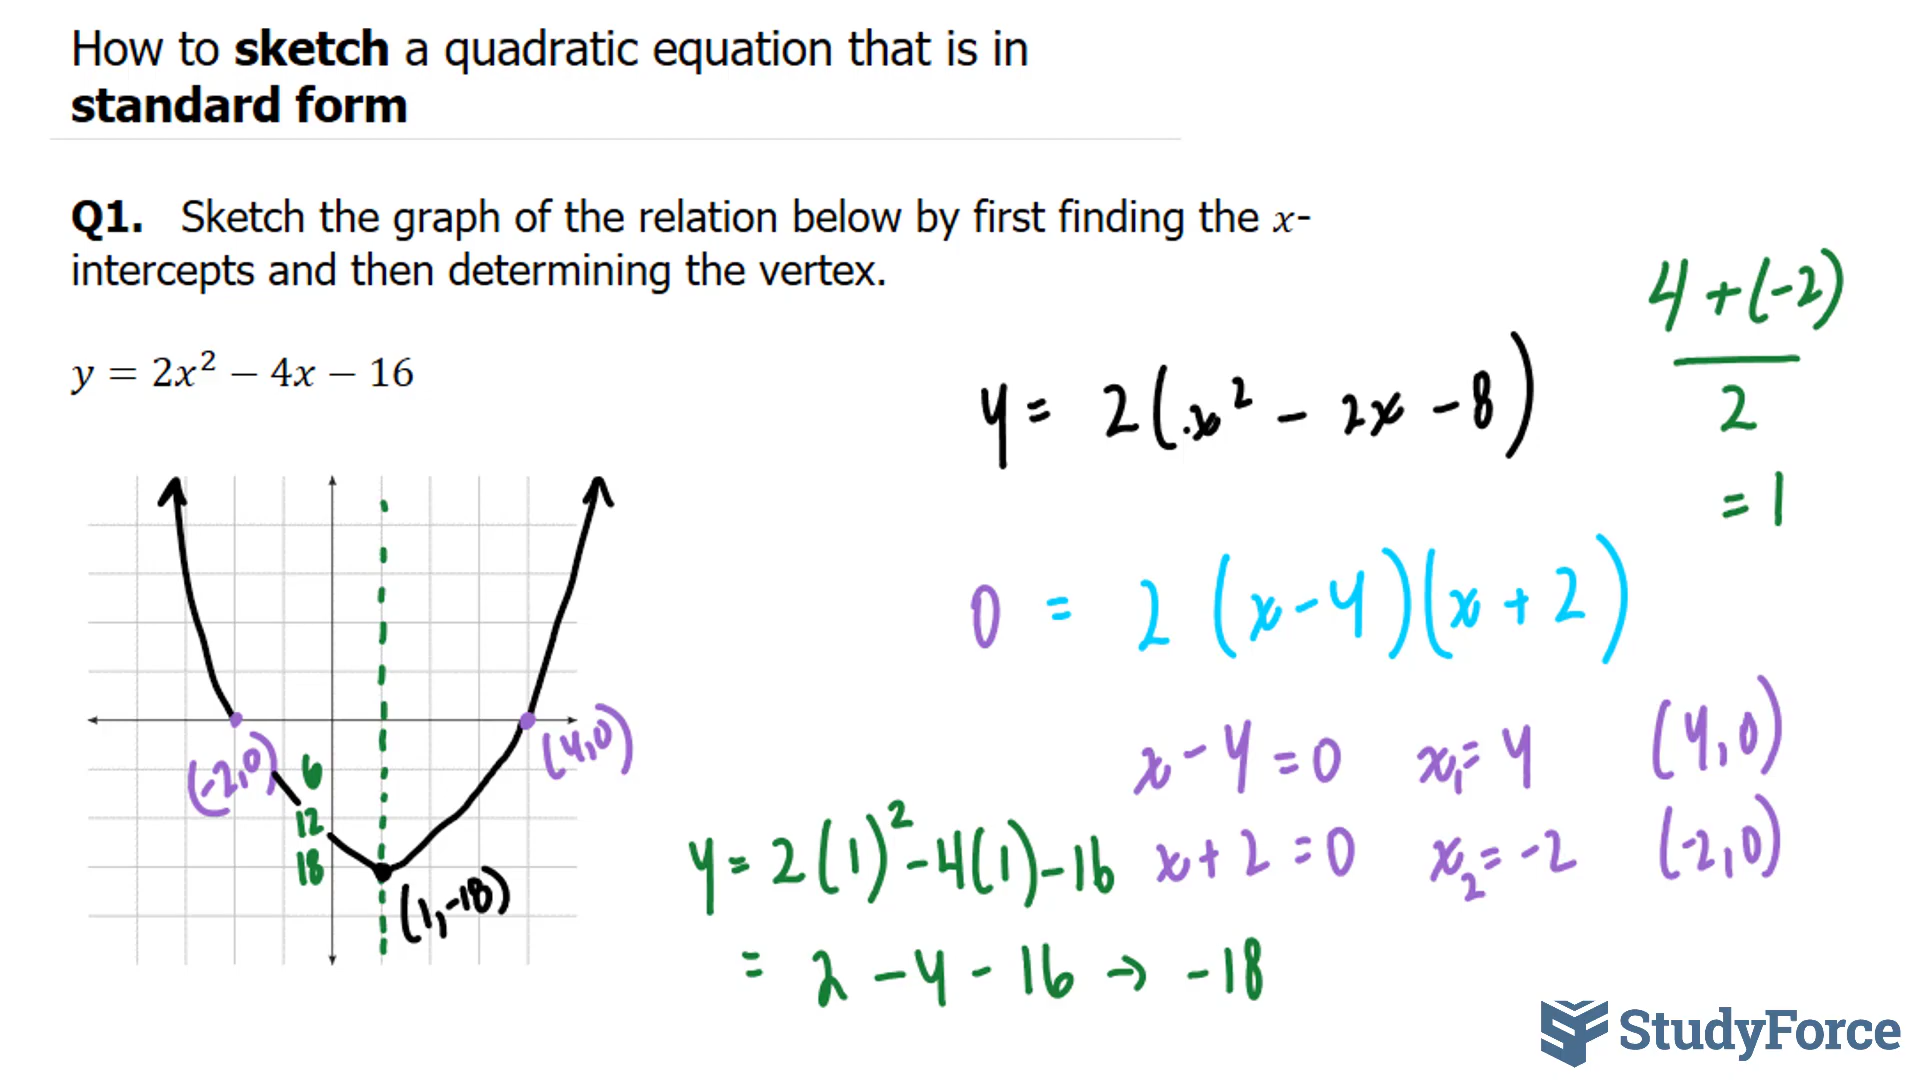 How to sketch a quadratic equation that is in
standard form
Q1. Sketch the graph of the relation below by first finding the x-
intercepts and then determining the vertex.
y = 2x² − 4x − 16
y = 2(x² − 2x − 8)
4 + (-2)
2
= 1
0 = 2 (x − 4)(x + 2)
x − 4 = 0 x₁ = 4 (4,0)
x + 2 = 0 x₂ = -2 (-2,0)
y = 2(1)² − 4(1) − 16
= 2 − 4 − 16 → -18
(-2,0)
(4,0)
6
12
18
(1,-18)
StudyForce